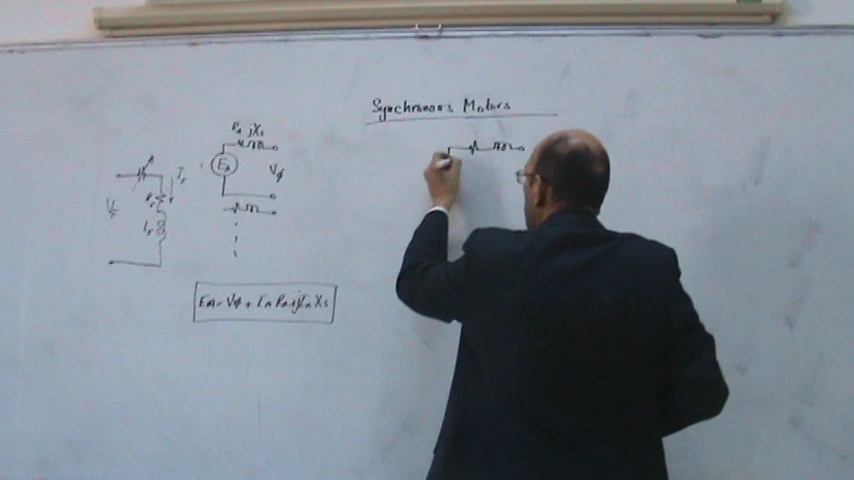 Synchronous Motors
RA jXs
EA
Vφ
IF
RF
VF
LF
EA = Vφ + IA RA + jIA Xs